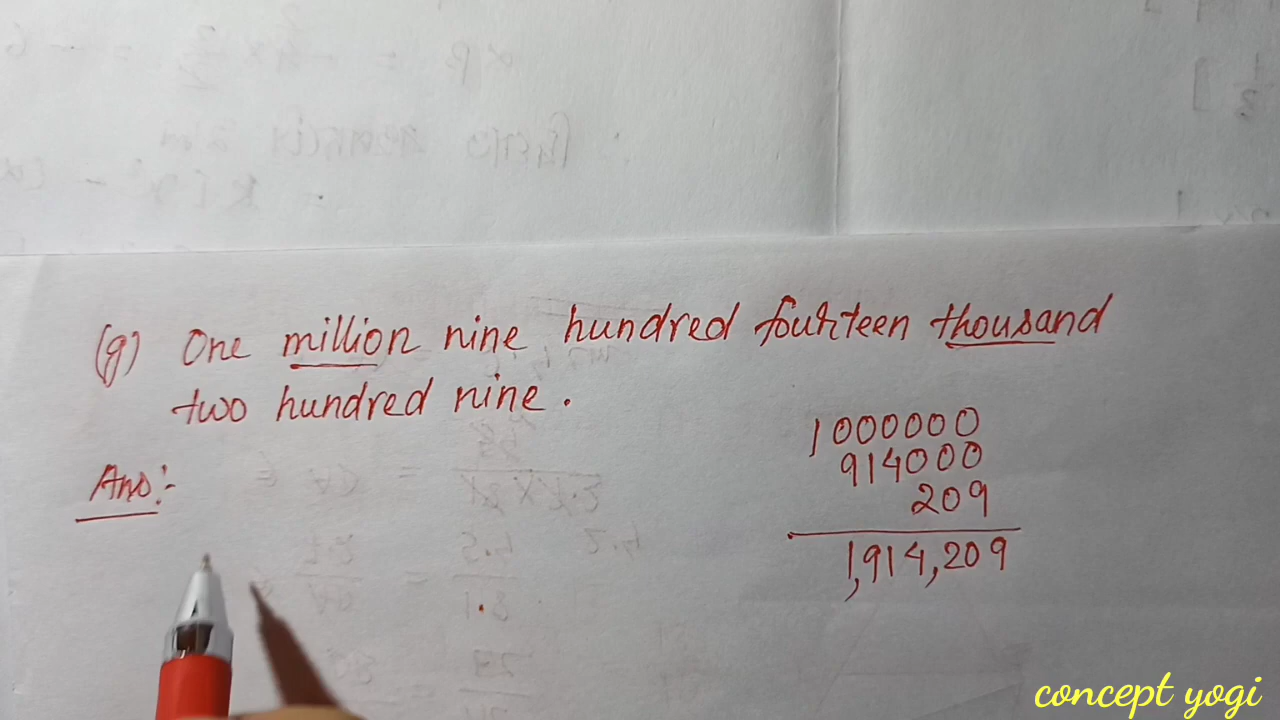 (g) One million nine hundred fourteen thousand
two hundred nine.
Ans:-
1000000
914000
209
1,914,209
concept yogi